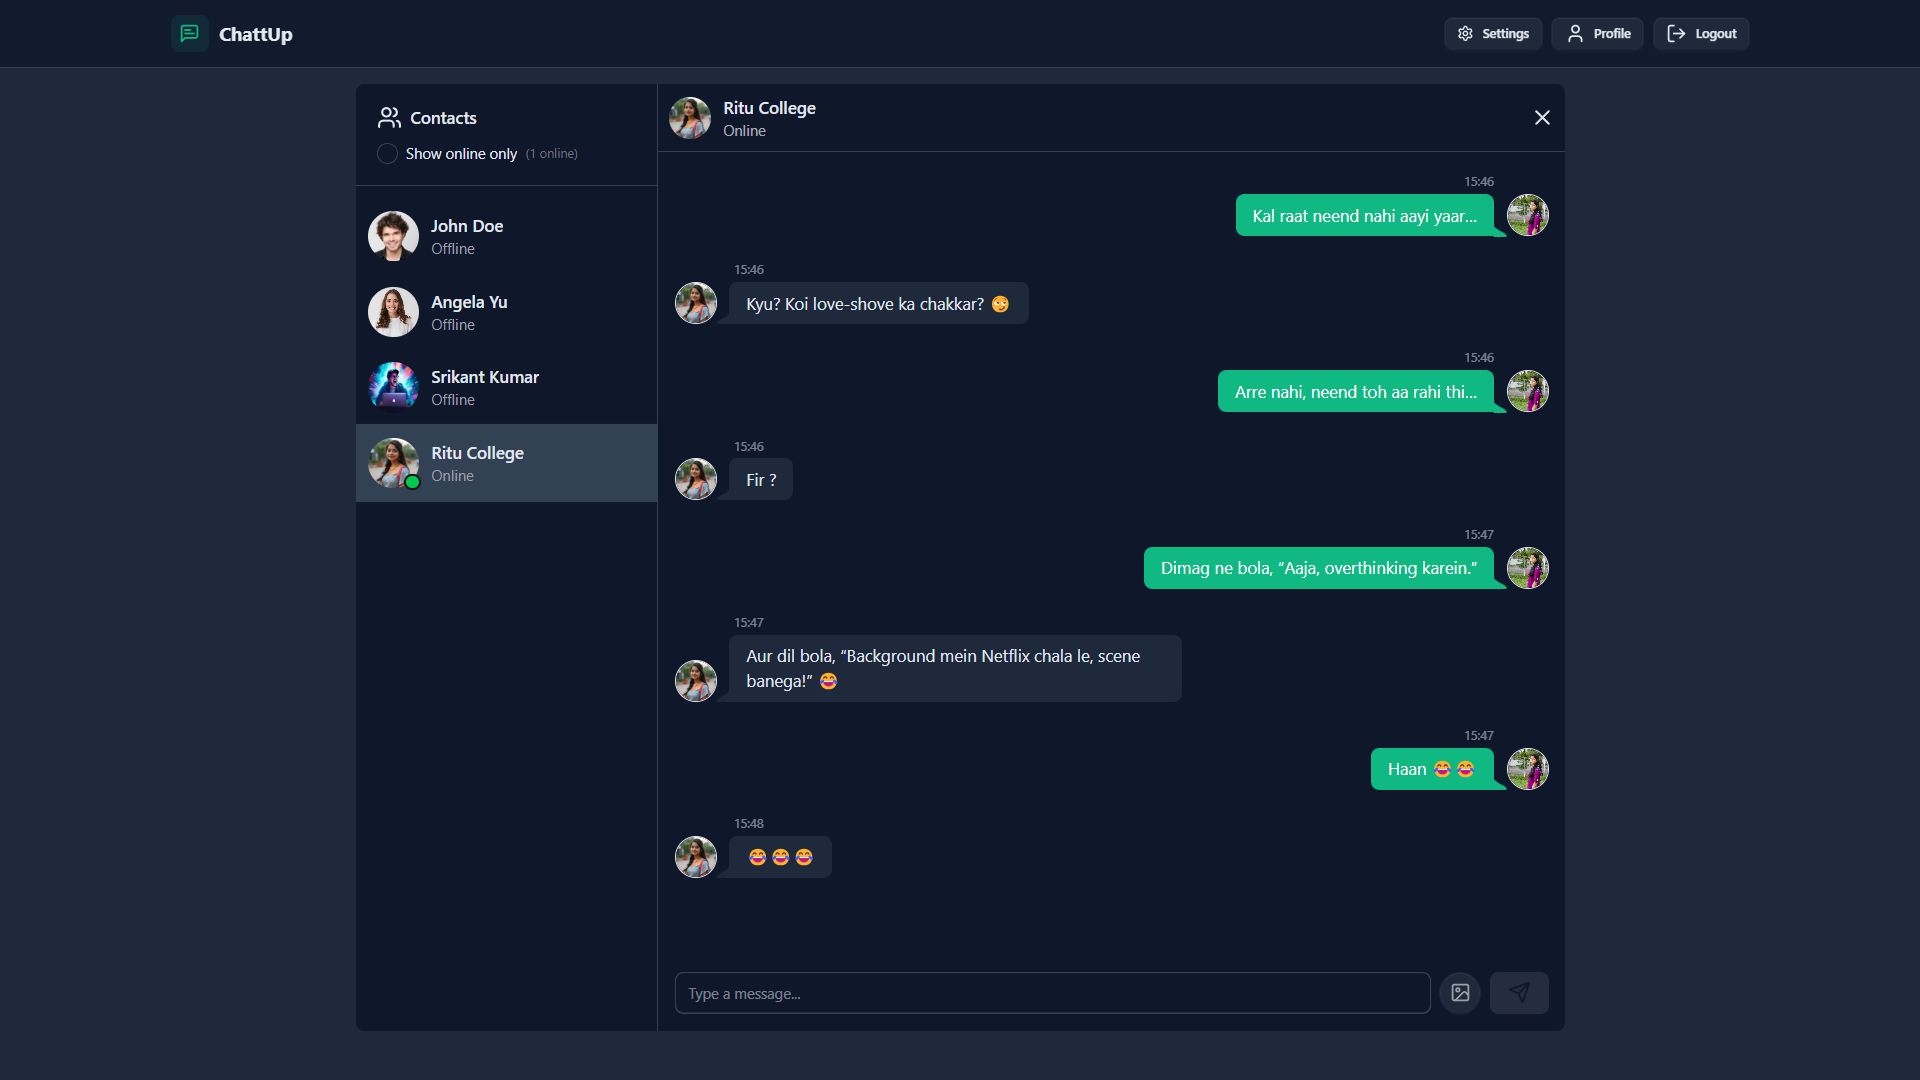 ChattUp
Settings
Profile
Logout
Contacts
Show online only (1 online)
John Doe
Offline
Angela Yu
Offline
Srikant Kumar
Offline
Ritu College
Online
Ritu College
Online
15:46
Kal raat neend nahi aayi yaar...
15:46
Kyu? Koi love-shove ka chakkar? 😏
15:46
Arre nahi, neend toh aa rahi thi...
15:46
Fir ?
15:47
Dimag ne bola, “Aaja, overthinking karein.”
15:47
Aur dil bola, “Background mein Netflix chala le, scene
banega!” 😂
15:47
Haan 😂😂
15:48
😂😂😂
Type a message...